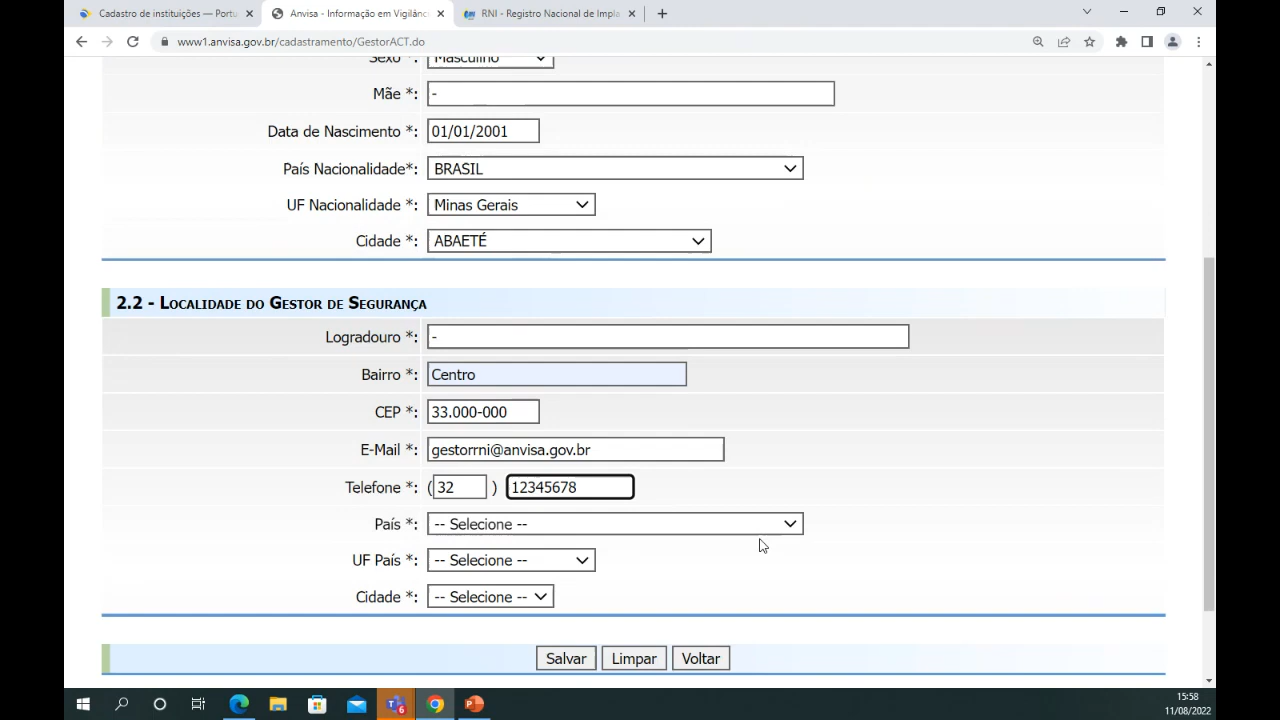 Cadastro de instituições — Portu
Anvisa - Informação em Vigilânc
RNI - Registro Nacional de Impla
www1.anvisa.gov.br/cadastramento/GestorACT.do
Sexo *: Masculino
Mãe *: -
Data de Nascimento *: 01/01/2001
País Nacionalidade*: BRASIL
UF Nacionalidade *: Minas Gerais
Cidade *: ABAETÉ
2.2 - Localidade do Gestor de Segurança
Logradouro *: -
Bairro *: Centro
CEP *: 33.000-000
E-Mail *: gestorrni@anvisa.gov.br
Telefone *: (32 ) 12345678
País *: -- Selecione --
UF País *: -- Selecione --
Cidade *: -- Selecione --
Salvar Limpar Voltar
15:58
11/08/2022